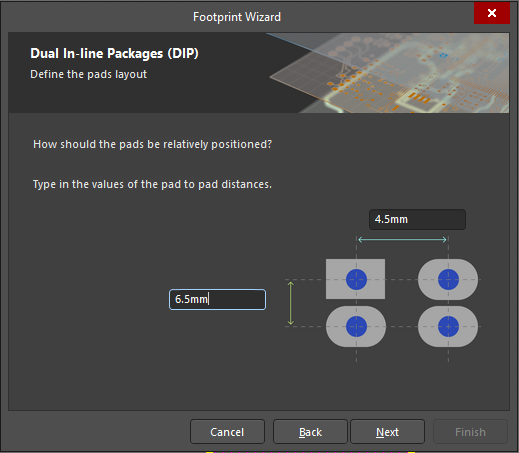 Footprint Wizard
Dual In-line Packages (DIP)
Define the pads layout
How should the pads be relatively positioned?
Type in the values of the pad to pad distances.
4.5mm
6.5mm
Cancel
Back
Next
Finish